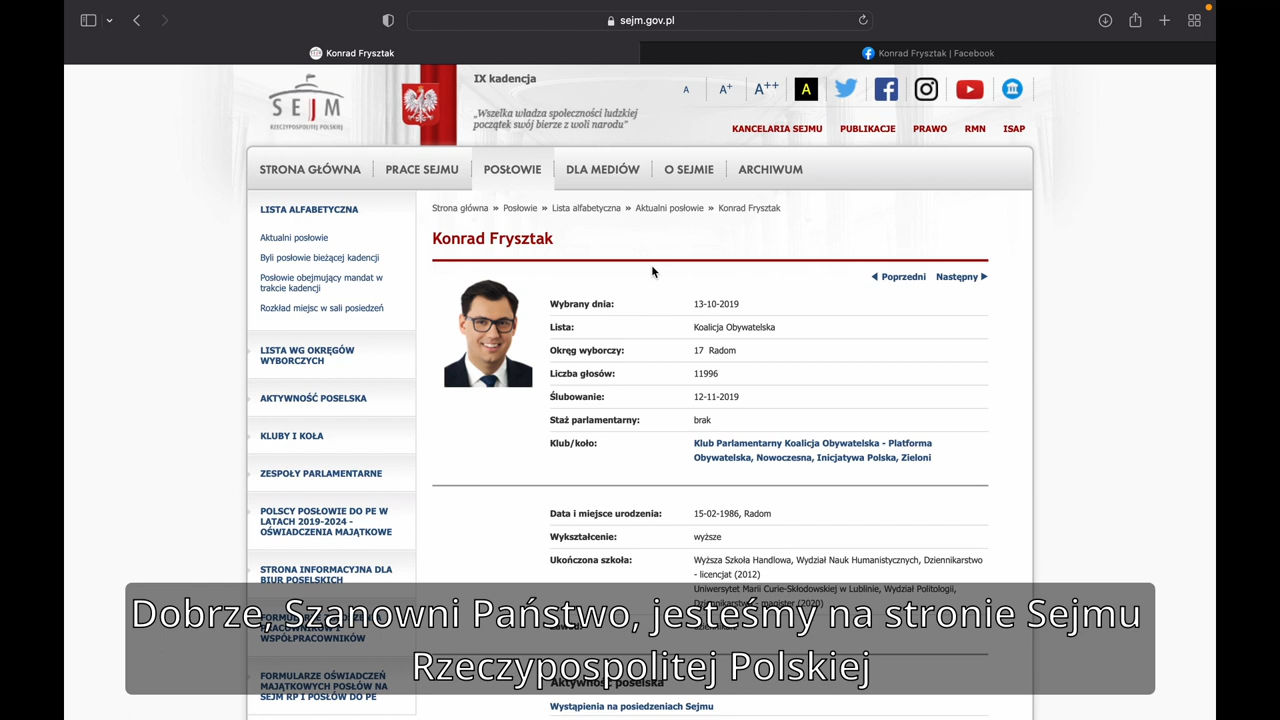 sejm.gov.pl
Konrad Frysztak
Konrad Frysztak | Facebook
SEJM
RZECZYPOSPOLITEJ POLSKIEJ
IX kadencja
„Wszelka władza społeczności ludzkiej
początek swój bierze z woli narodu”
A A+ A++ A
KANCELARIA SEJMU PUBLIKACJE PRAWO RMN ISAP
STRONA GŁÓWNA PRACE SEJMU POSŁOWIE DLA MEDIÓW O SEJMIE ARCHIWUM
LISTA ALFABETYCZNA
Aktualni posłowie
Byli posłowie bieżącej kadencji
Posłowie obejmujący mandat w
trakcie kadencji
Rozkład miejsc w sali posiedzeń
LISTA WG OKRĘGÓW
WYBORCZYCH
AKTYWNOŚĆ POSELSKA
KLUBY I KOŁA
ZESPOŁY PARLAMENTARNE
POLSCY POSŁOWIE DO PE W
LATACH 2019-2024 -
OŚWIADCZENIA MAJĄTKOWE
STRONA INFORMACYJNA DLA
BIUR POSELSKICH
WSPÓŁPRACOWNIKÓW
FORMULARZE OŚWIADCZEŃ
MAJĄTKOWYCH POSŁÓW NA
SEJM RP I POSŁÓW DO PE
Strona główna » Posłowie » Lista alfabetyczna » Aktualni posłowie » Konrad Frysztak
Konrad Frysztak
Poprzedni Następny
Wybrany dnia: 13-10-2019
Lista: Koalicja Obywatelska
Okręg wyborczy: 17 Radom
Liczba głosów: 11996
Ślubowanie: 12-11-2019
Staż parlamentarny: brak
Klub/koło: Klub Parlamentarny Koalicja Obywatelska - Platforma
Obywatelska, Nowoczesna, Inicjatywa Polska, Zieloni
Data i miejsce urodzenia: 15-02-1986, Radom
Wykształcenie: wyższe
Ukończona szkoła: Wyższa Szkoła Handlowa, Wydział Nauk Humanistycznych, Dziennikarstwo
- licencjat (2012)
Uniwersytet Marii Curie-Skłodowskiej w Lublinie, Wydział Politologii,
Dziennikarstwo - magister (2020)
Aktywność poselska
Wystąpienia na posiedzeniach Sejmu
Dobrze, Szanowni Państwo, jesteśmy na stronie Sejmu
Rzeczypospolitej Polskiej